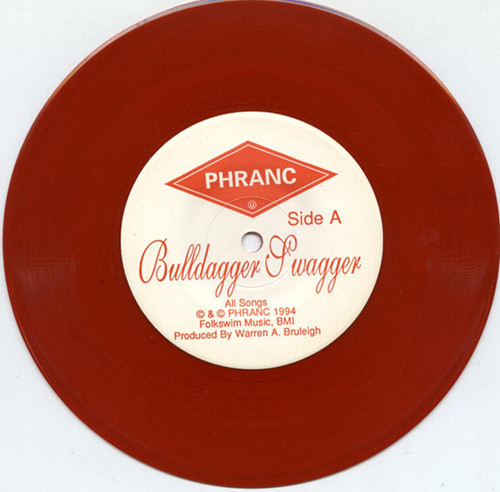 PHRANC
U
Side A
Bulldagger Swagger
All Songs
© & © PHRANC 1994
Folkswim Music, BMI
Produced By Warren A. Bruleigh